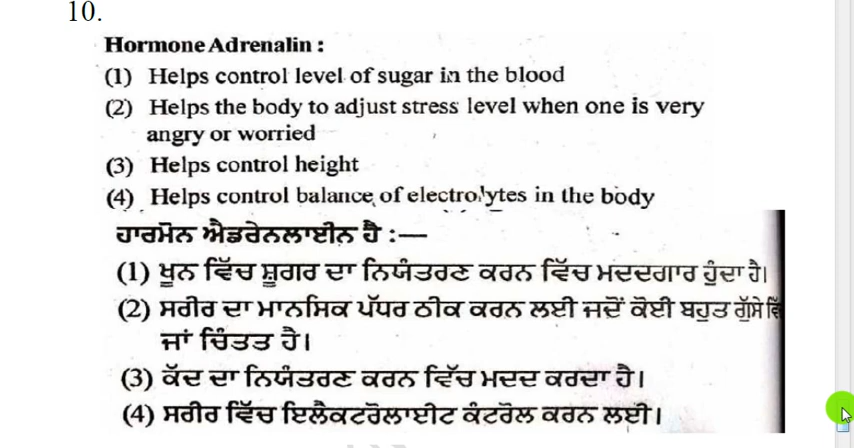 10.
Hormone Adrenalin :
(1) Helps control level of sugar in the blood
(2) Helps the body to adjust stress level when one is very
angry or worried
(3) Helps control height
(4) Helps control balance of electrolytes in the body
ਹਾਰਮੋਨ ਐਡਰੇਨਲਾਈਨ ਹੈ :—
(1) ਖੂਨ ਵਿੱਚ ਸ਼ੂਗਰ ਦਾ ਨਿਯੰਤਰਣ ਕਰਨ ਵਿੱਚ ਮਦਦਗਾਰ ਹੁੰਦਾ ਹੈ।
(2) ਸਰੀਰ ਦਾ ਮਾਨਸਿਕ ਪੱਧਰ ਠੀਕ ਕਰਨ ਲਈ ਜਦੋਂ ਕੋਈ ਬਹੁਤ ਗੁੱਸੇ
ਜਾਂ ਚਿੰਤਤ ਹੈ।
(3) ਕੱਦ ਦਾ ਨਿਯੰਤਰਣ ਕਰਨ ਵਿੱਚ ਮਦਦ ਕਰਦਾ ਹੈ।
(4) ਸਰੀਰ ਵਿੱਚ ਇਲੈਕਟਰੋਲਾਈਟ ਕੰਟਰੋਲ ਕਰਨ ਲਈ।